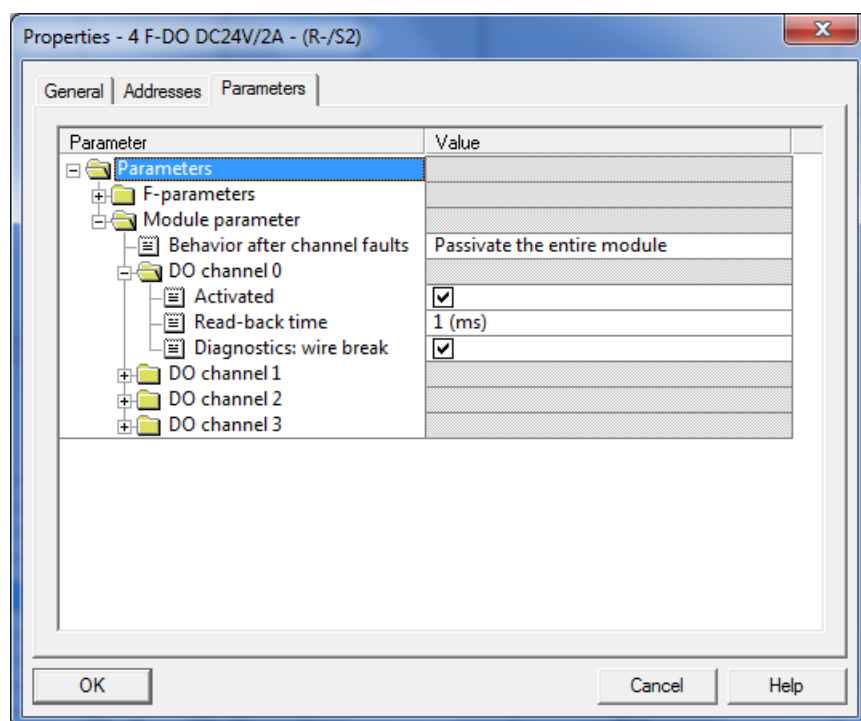 Properties - 4 F-DO DC24V/2A - (R-/S2)
General Addresses Parameters
Parameter Value
Parameters
F-parameters
Module parameter
Behavior after channel faults Passivate the entire module
DO channel 0
Activated
Read-back time 1 (ms)
Diagnostics: wire break
DO channel 1
DO channel 2
DO channel 3
OK Cancel Help